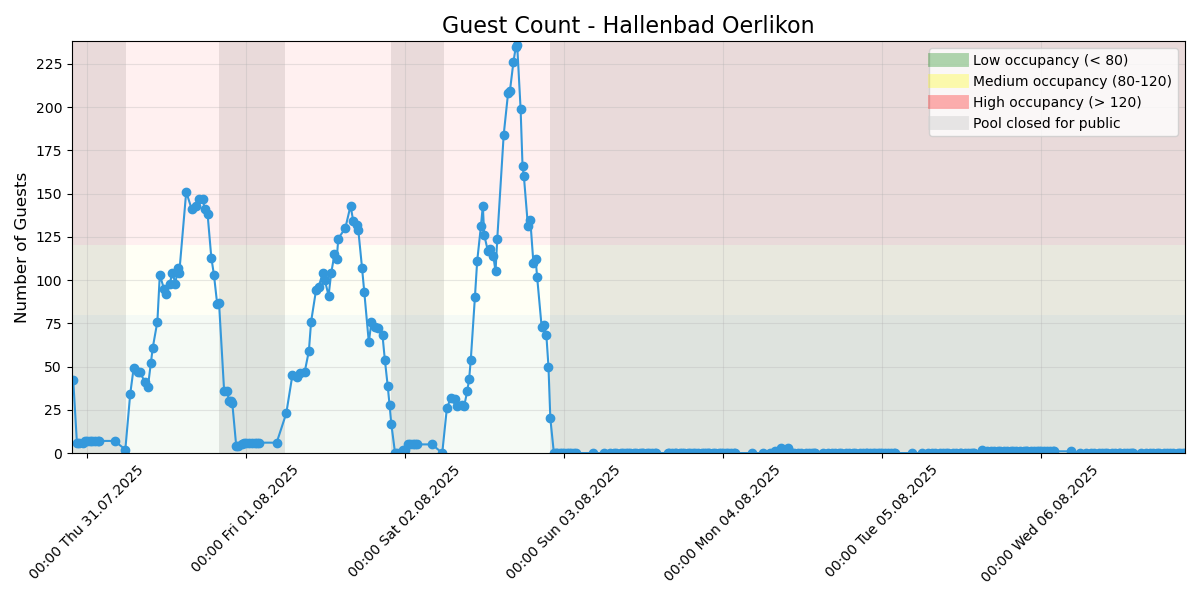 Guest Count - Hallenbad Oerlikon
Low occupancy (< 80)
Medium occupancy (80-120)
High occupancy (> 120)
Pool closed for public
Number of Guests
225
200
175
150
125
100
75
50
25
0
00:00 Thu 31.07.2025
00:00 Fri 01.08.2025
00:00 Sat 02.08.2025
00:00 Sun 03.08.2025
00:00 Mon 04.08.2025
00:00 Tue 05.08.2025
00:00 Wed 06.08.2025